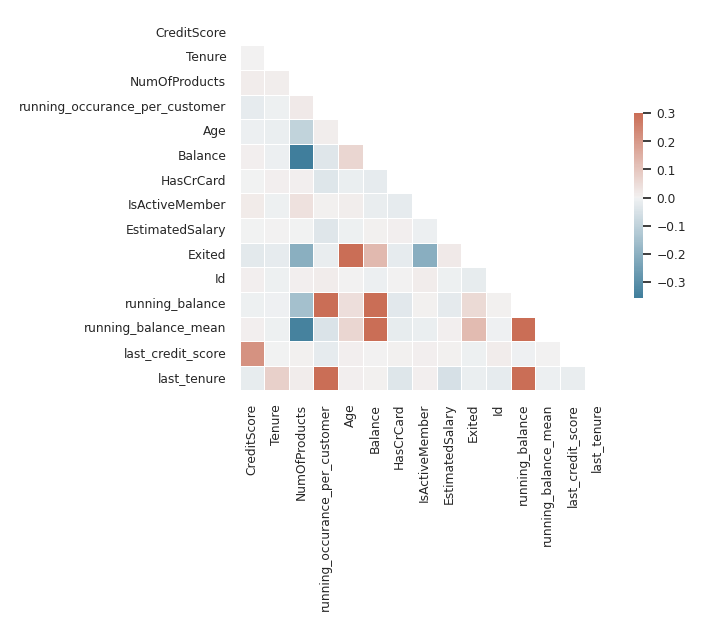 CreditScore
Tenure
NumOfProducts
running_occurance_per_customer
Age
Balance
HasCrCard
IsActiveMember
EstimatedSalary
Exited
Id
running_balance
running_balance_mean
last_credit_score
last_tenure
CreditScore
Tenure
NumOfProducts
running_occurance_per_customer
Age
Balance
HasCrCard
IsActiveMember
EstimatedSalary
Exited
Id
running_balance
running_balance_mean
last_credit_score
last_tenure
0.3
0.2
0.1
0.0
−0.1
−0.2
−0.3